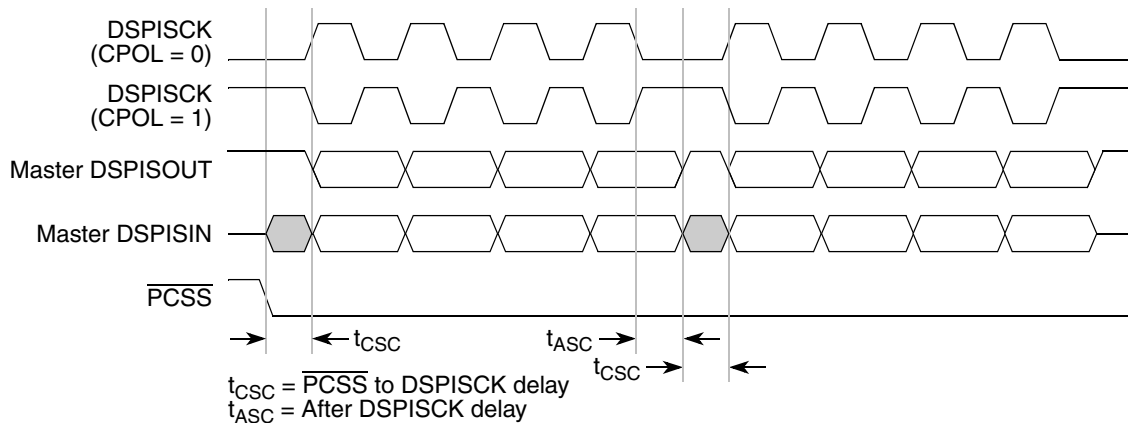 DSPISCK
(CPOL = 0)
DSPISCK
(CPOL = 1)
Master DSPISOUT
Master DSPISIN
PCSS
tCSC
tASC
tCSC
tCSC = PCSS to DSPISCK delay
tASC = After DSPISCK delay